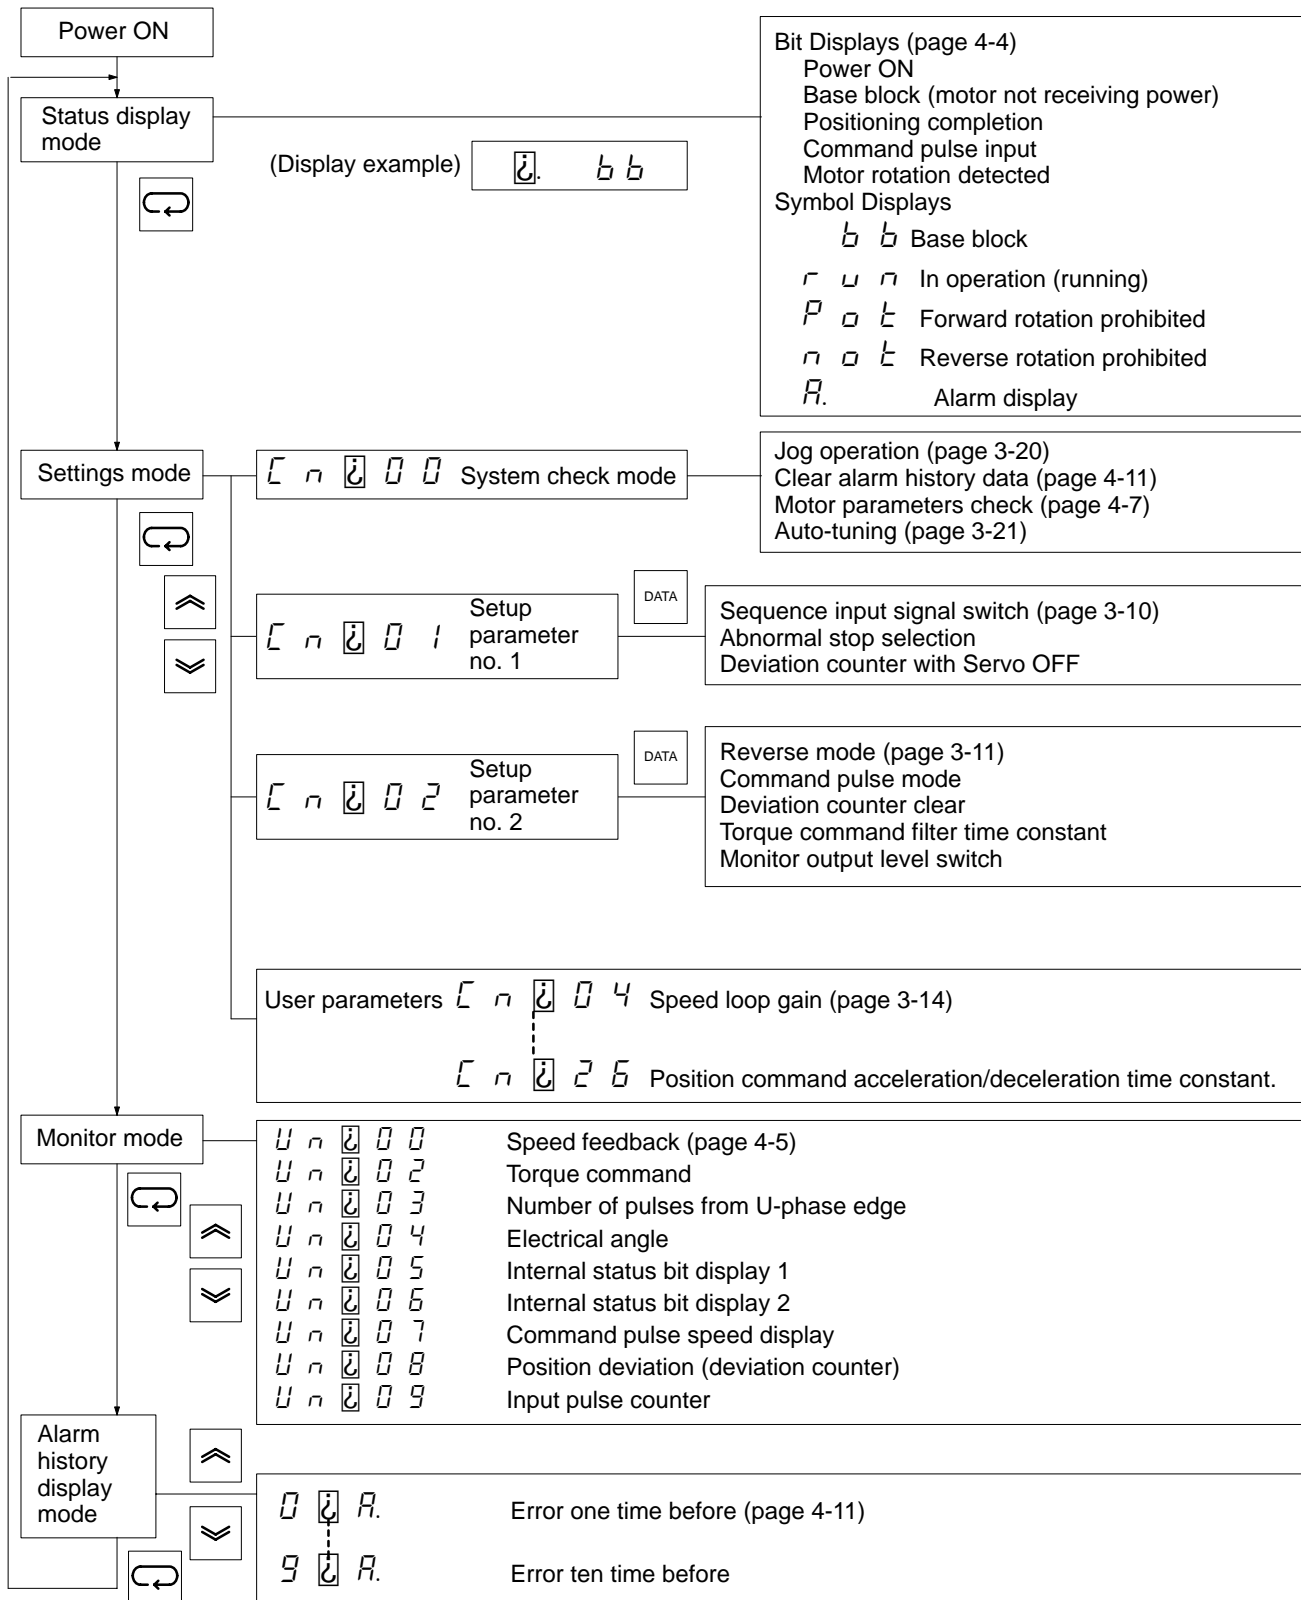 Power ON
Status display
mode
(Display example)
¿. b b
Bit Displays (page 4-4)
Power ON
Base block (motor not receiving power)
Positioning completion
Command pulse input
Motor rotation detected
Symbol Displays
b b Base block
r u n In operation (running)
P o t Forward rotation prohibited
n o t Reverse rotation prohibited
A. Alarm display
Settings mode
C n ¿ 0 0 System check mode
Jog operation (page 3-20)
Clear alarm history data (page 4-11)
Motor parameters check (page 4-7)
Auto-tuning (page 3-21)
C n ¿ 0 1
Setup
parameter
no. 1
DATA
Sequence input signal switch (page 3-10)
Abnormal stop selection
Deviation counter with Servo OFF
C n ¿ 0 2
Setup
parameter
no. 2
DATA
Reverse mode (page 3-11)
Command pulse mode
Deviation counter clear
Torque command filter time constant
Monitor output level switch
User parameters C n ¿ 0 4 Speed loop gain (page 3-14)
C n ¿ 2 6 Position command acceleration/deceleration time constant.
Monitor mode
U n ¿ 0 0 Speed feedback (page 4-5)
U n ¿ 0 2 Torque command
U n ¿ 0 3 Number of pulses from U-phase edge
U n ¿ 0 4 Electrical angle
U n ¿ 0 5 Internal status bit display 1
U n ¿ 0 6 Internal status bit display 2
U n ¿ 0 7 Command pulse speed display
U n ¿ 0 8 Position deviation (deviation counter)
U n ¿ 0 9 Input pulse counter
Alarm
history
display
mode
0 ¿ A. Error one time before (page 4-11)
9 ¿ A. Error ten time before